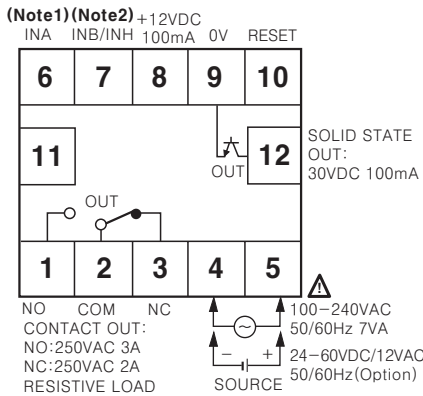 (Note1) (Note2) +12VDC
INA INB/INH 100mA 0V RESET
6 7 8 9 10
11
12
OUT
SOLID STATE
OUT:
30VDC 100mA
OUT
1 2 3 4 5
NO COM NC
CONTACT OUT:
NO:250VAC 3A
NC:250VAC 2A
RESISTIVE LOAD
100-240VAC
50/60Hz 7VA
- +
24-60VDC/12VAC
50/60Hz(Option)
SOURCE